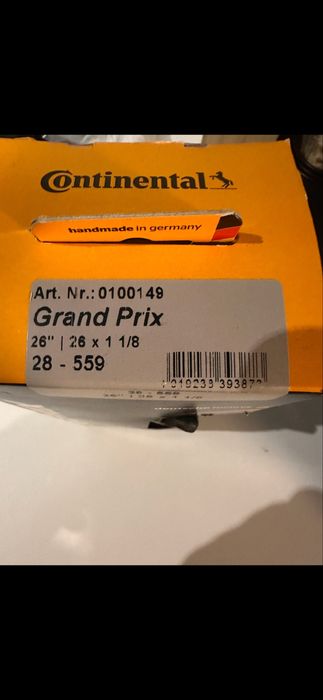 Continental
handmade in germany
Art. Nr.: 0100149
Grand Prix
26" | 26 x 1 1/8
28 - 559